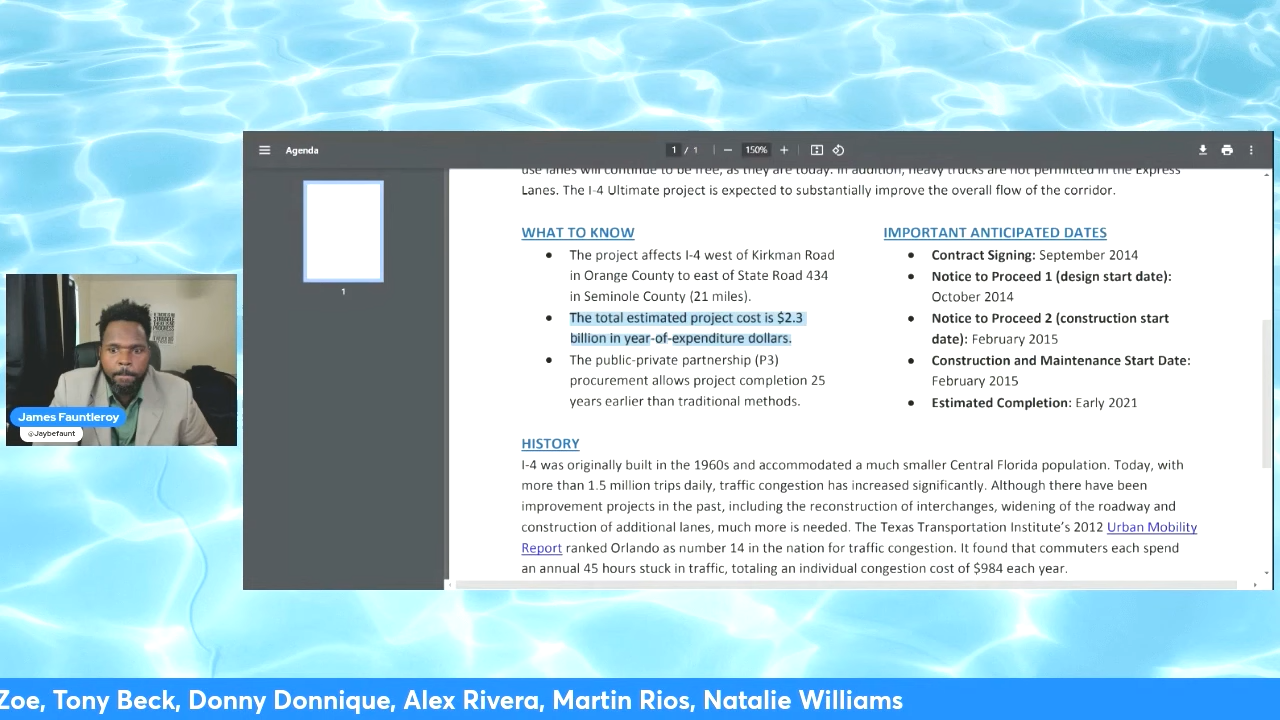 Agenda
1 / 1
150%
1
use lanes will continue to be free, as they are today. In addition, heavy trucks are not permitted in the Express
Lanes. The I-4 Ultimate project is expected to substantially improve the overall flow of the corridor.
WHAT TO KNOW
● The project affects I-4 west of Kirkman Road
in Orange County to east of State Road 434
in Seminole County (21 miles).
● The total estimated project cost is $2.3
billion in year-of-expenditure dollars.
● The public-private partnership (P3)
procurement allows project completion 25
years earlier than traditional methods.
IMPORTANT ANTICIPATED DATES
● Contract Signing: September 2014
● Notice to Proceed 1 (design start date):
October 2014
● Notice to Proceed 2 (construction start
date): February 2015
● Construction and Maintenance Start Date:
February 2015
● Estimated Completion: Early 2021
HISTORY
I-4 was originally built in the 1960s and accommodated a much smaller Central Florida population. Today, with
more than 1.5 million trips daily, traffic congestion has increased significantly. Although there have been
improvement projects in the past, including the reconstruction of interchanges, widening of the roadway and
construction of additional lanes, much more is needed. The Texas Transportation Institute's 2012 Urban Mobility
Report ranked Orlando as number 14 in the nation for traffic congestion. It found that commuters each spend
an annual 45 hours stuck in traffic, totaling an individual congestion cost of $984 each year.
James Fauntleroy
@Jaybefaunt
Zoe, Tony Beck, Donny Donnique, Alex Rivera, Martin Rios, Natalie Williams